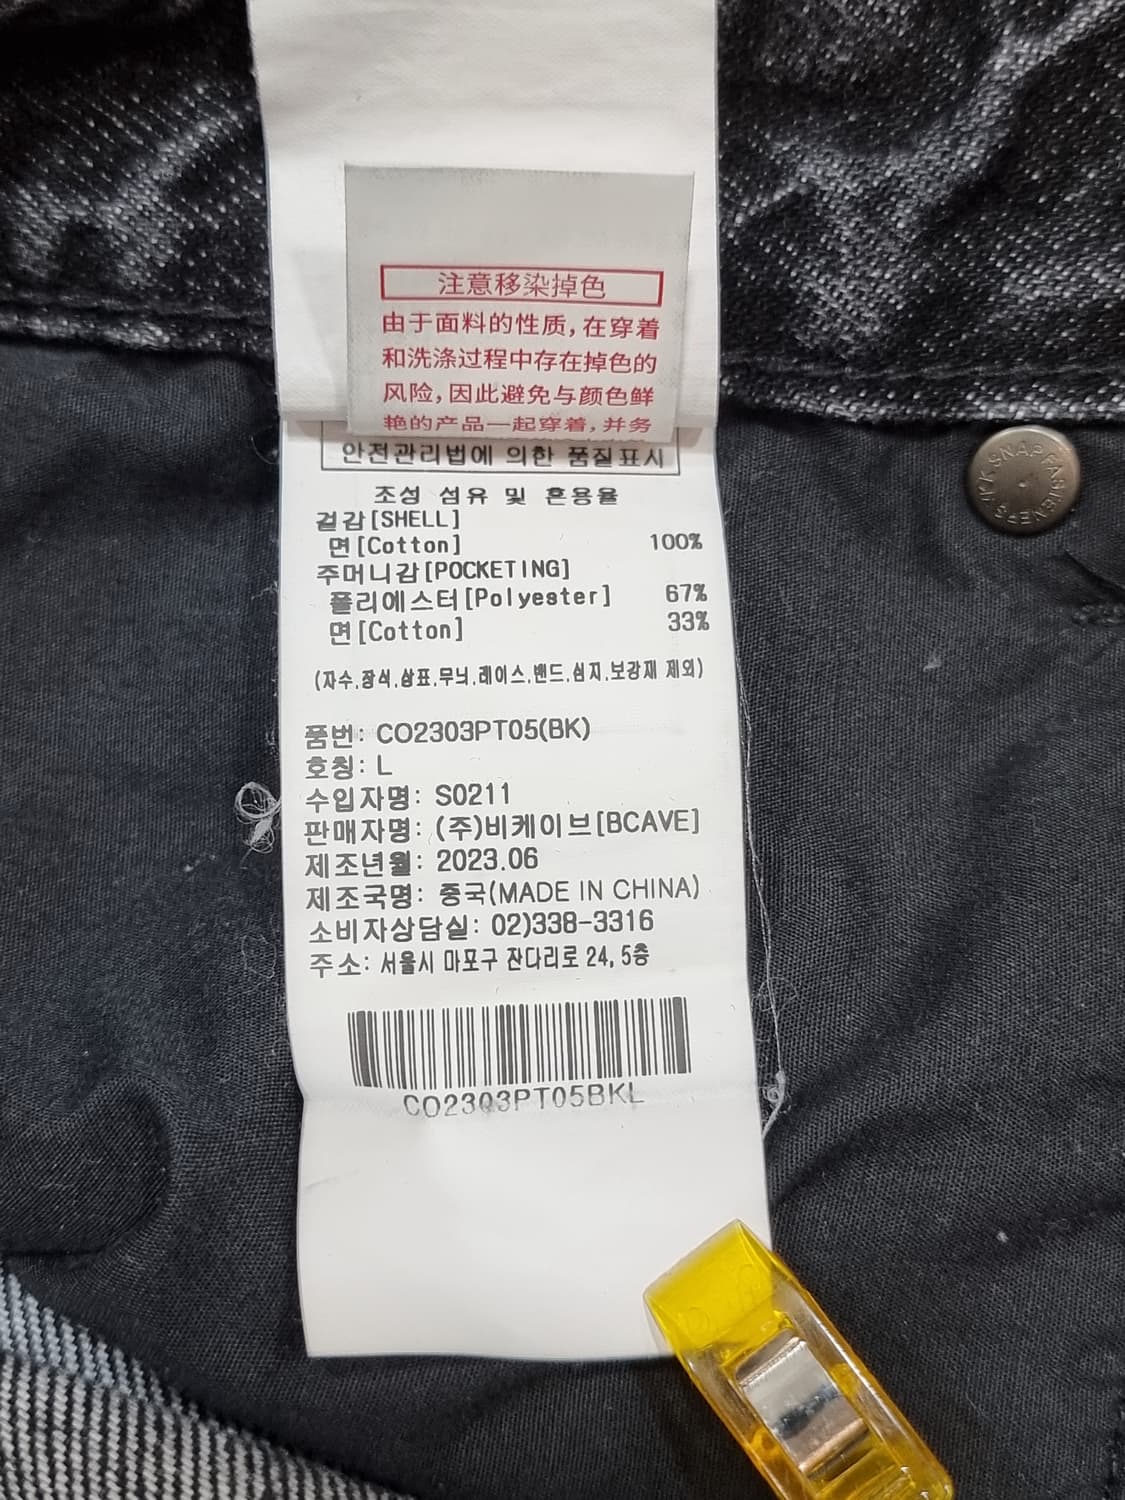 注意移染掉色
由于面料的性质,在穿着
和洗涤过程中存在掉色的
风险,因此避免与颜色鲜
艳的产品一起穿着,并务
안전관리법에 의한 품질표시
조성 섬유 및 혼용율
겉감[SHELL]
면[Cotton] 100%
주머니감[POCKETING]
폴리에스터[Polyester] 67%
면[Cotton] 33%
(자수.장식.상표.무늬.레이스.밴드.심지.보강재 제외)
품번: CO2303PT05(BK)
호칭: L
수입자명: S0211
판매자명: (주)비케이브[BCAVE]
제조년월: 2023.06
제조국명: 중국(MADE IN CHINA)
소비자상담실: 02)338-3316
주소: 서울시 마포구 잔다리로 24, 5층
CO2303PT05BKL
SNAP FASTENERS